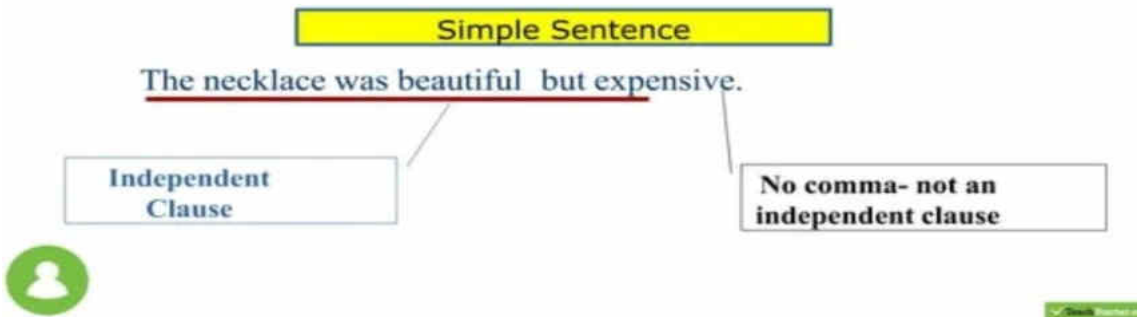 Simple Sentence
The necklace was beautiful but expensive.
Independent
Clause
No comma- not an
independent clause